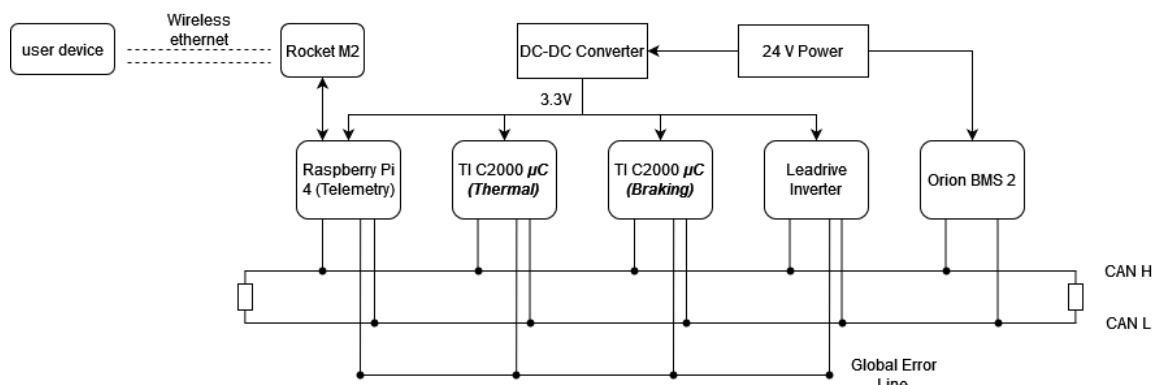 Wireless
ethernet
user device
Rocket M2
DC-DC Converter
24 V Power
3.3V
Raspberry Pi
4 (Telemetry)
TI C2000 µC
(Thermal)
TI C2000 µC
(Braking)
Leadrive
Inverter
Orion BMS 2
CAN H
CAN L
Global Error
Line